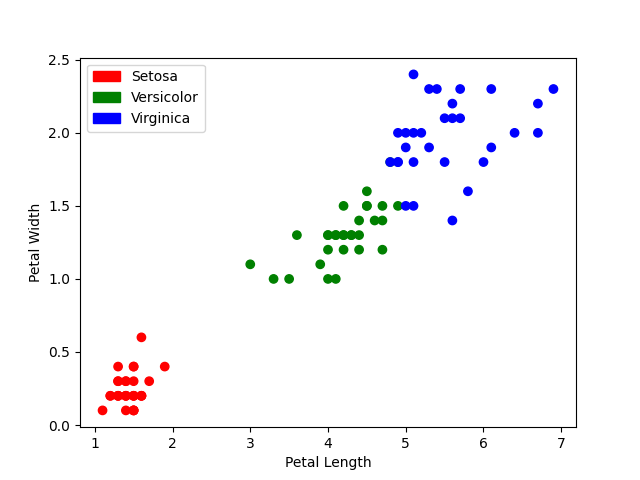 2.5
2.0
1.5
1.0
0.5
0.0
Petal Width
Setosa
Versicolor
Virginica
1 2 3 4 5 6 7
Petal Length